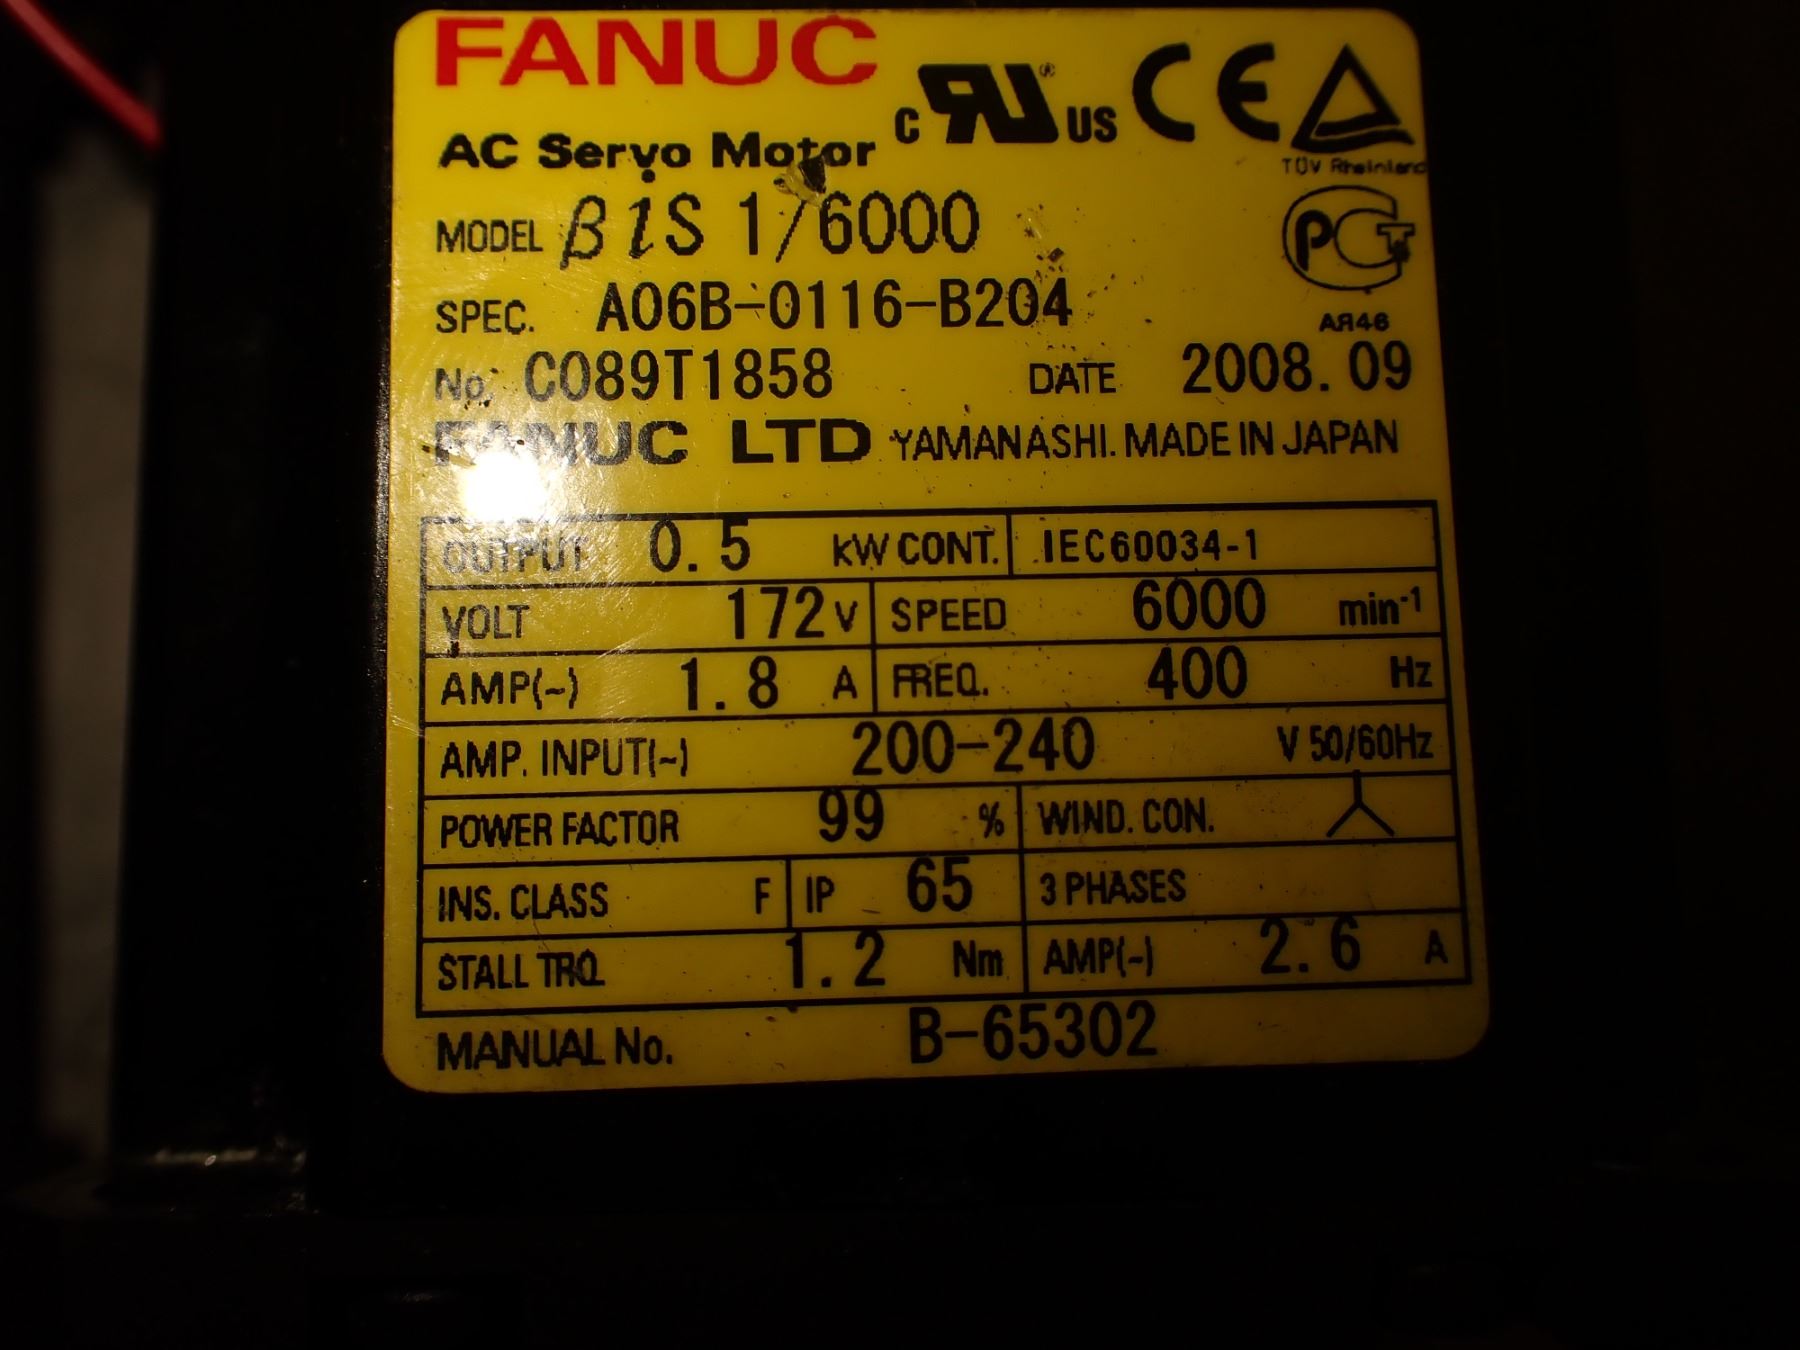 FANUC
c RU ® US CE
TÜV Rheinland
AC Servo Motor
MODEL βiS 1/6000
PCT
SPEC. A06B-0116-B204
AЯ46
No. C089T1858 DATE 2008.09
FANUC LTD YAMANASHI. MADE IN JAPAN
OUTPUT 0.5 kW CONT. IEC60034-1
VOLT 172 V SPEED 6000 min-1
AMP(~) 1.8 A FREQ. 400 Hz
AMP. INPUT(~) 200-240 V 50/60Hz
POWER FACTOR 99 % WIND. CON.
INS. CLASS F IP 65 3 PHASES
STALL TRQ. 1.2 Nm AMP(~) 2.6 A
MANUAL No. B-65302